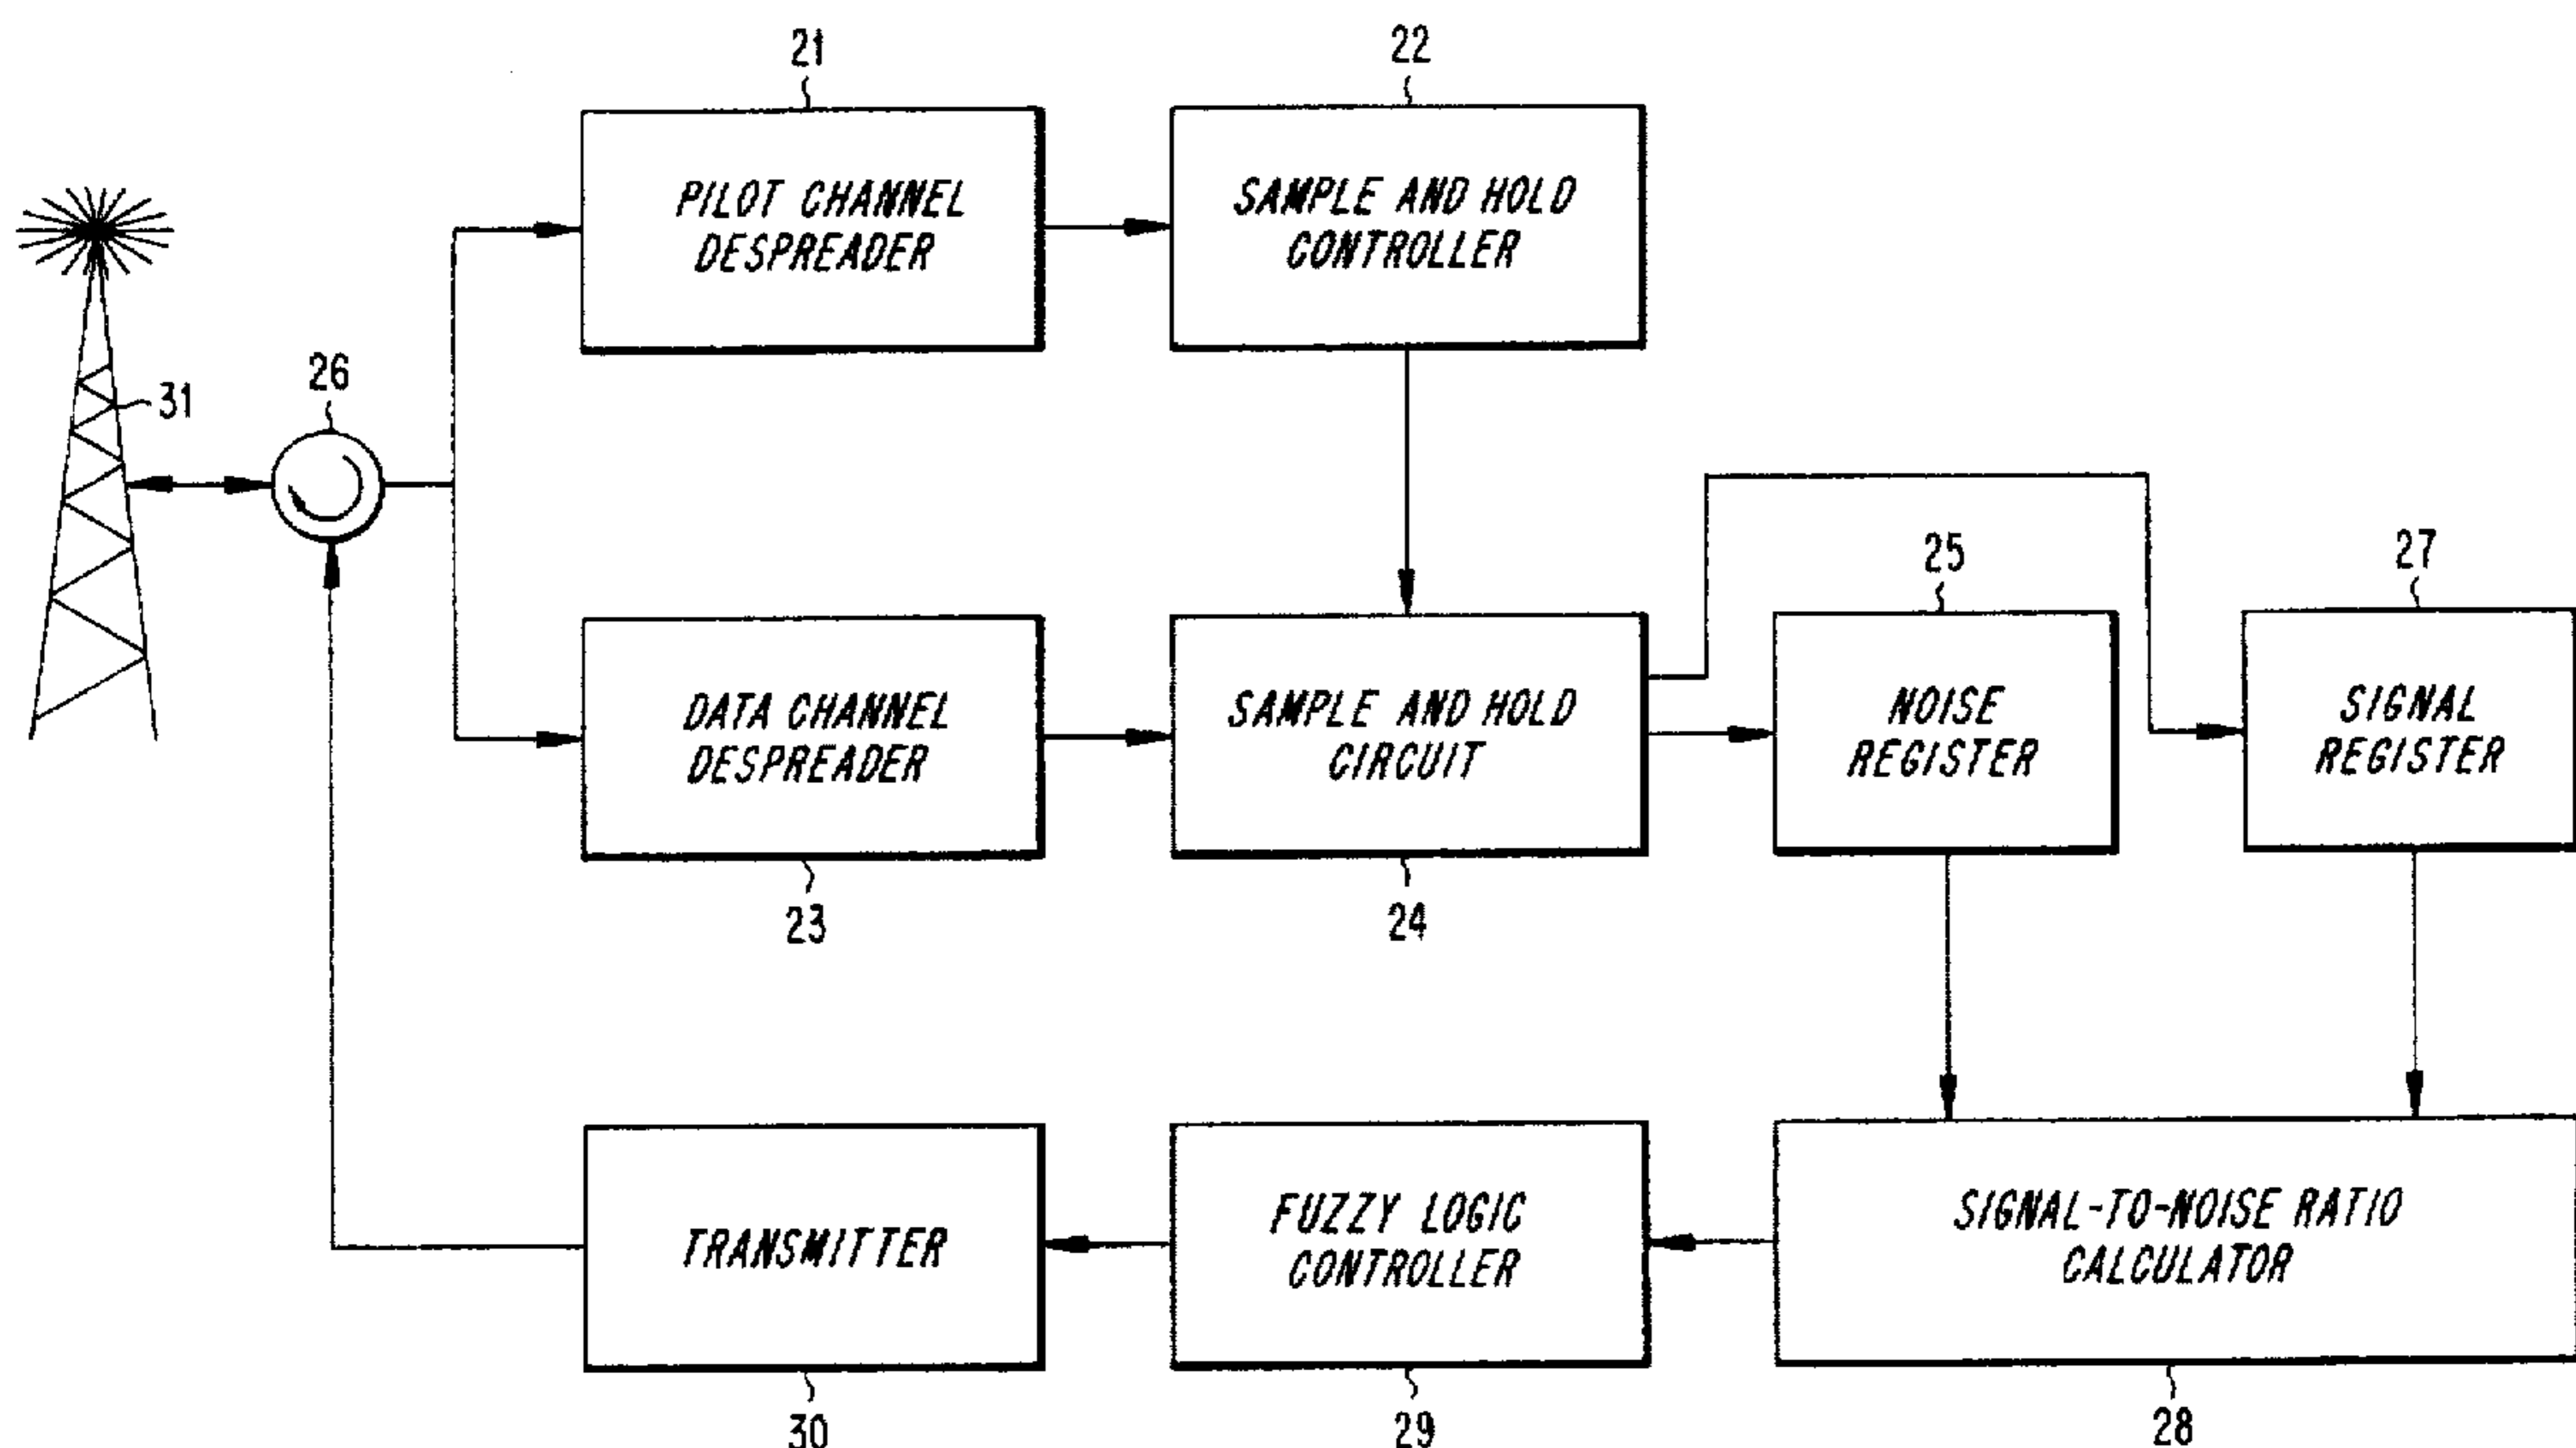 21
22
PILOT CHANNEL
DESPREADER
SAMPLE AND HOLD
CONTROLLER
26
31
25
27
DATA CHANNEL
DESPREADER
SAMPLE AND HOLD
CIRCUIT
NOISE
REGISTER
SIGNAL
REGISTER
23
24
TRANSMITTER
FUZZY LOGIC
CONTROLLER
SIGNAL-TO-NOISE RATIO
CALCULATOR
30
29
28